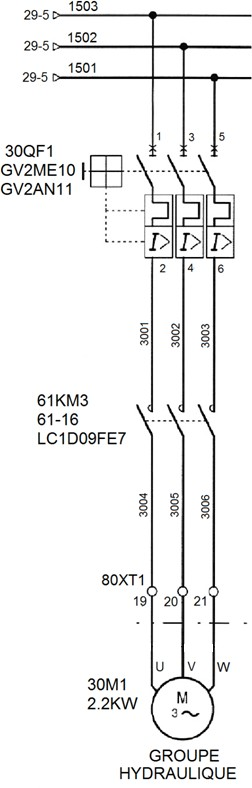 29-5 1503
29-5 1502
29-5 1501
1 3 5
30QF1
GV2ME10
GV2AN11
I> I> I>
2 4 6
3001 3002 3003
61KM3
61-16
LC1D09FE7
3004 3005 3006
80XT1
19 20 21
U V W
30M1
2.2KW
M
3~
GROUPE
HYDRAULIQUE